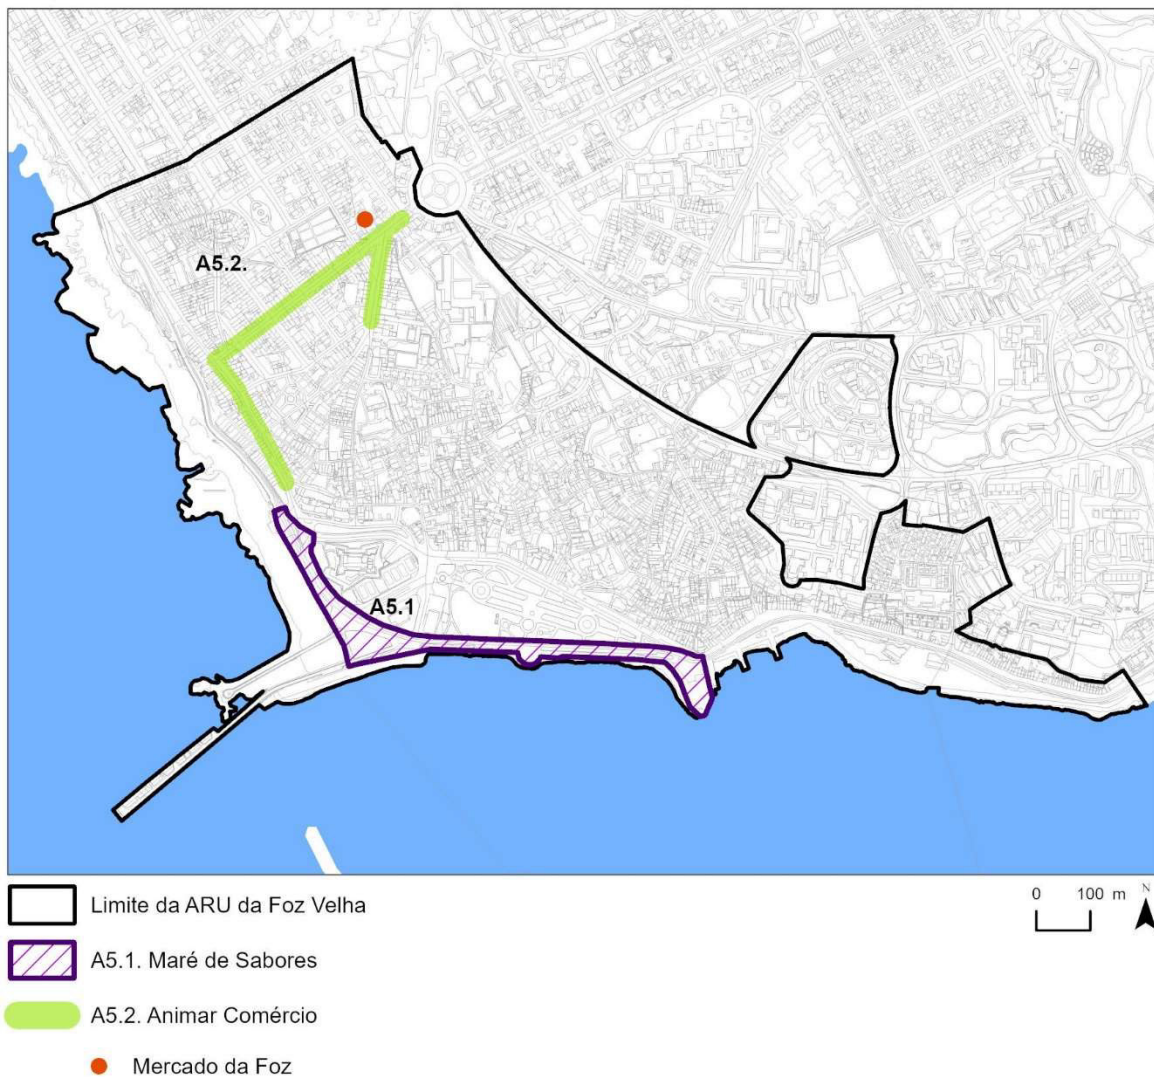 A5.2.
A5.1
Limite da ARU da Foz Velha
0 100 m N
A5.1. Maré de Sabores
A5.2. Animar Comércio
Mercado da Foz